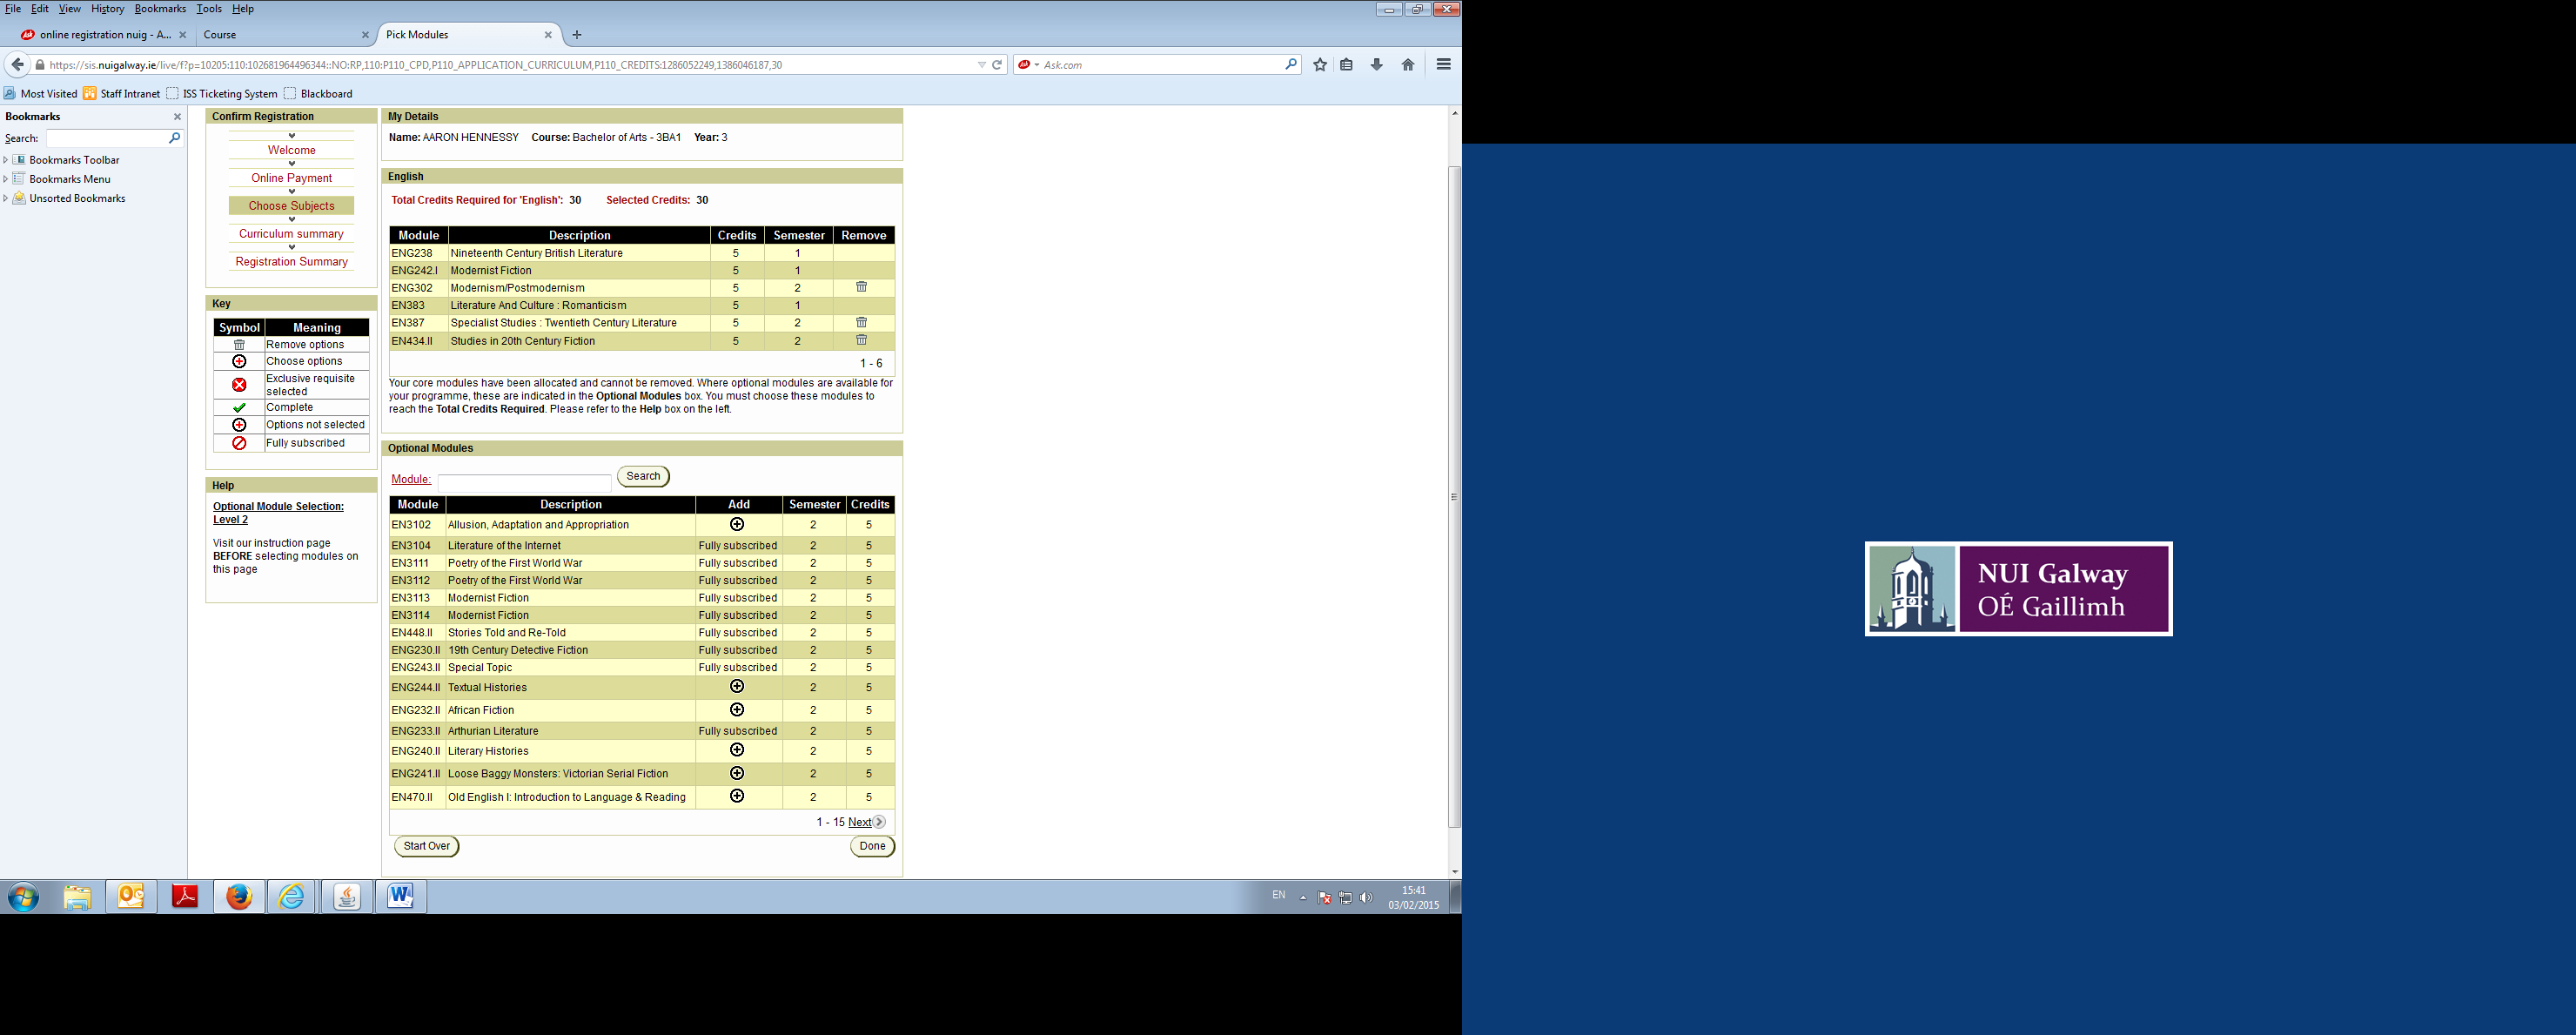 File Edit View History Bookmarks Tools Help
online registration nuig - A... Course Pick Modules
https://sis.nuigalway.ie/live/f?p=10205:110:102681964496344::NO:RP,110:P110_CPD,P110_APPLICATION_CURRICULUM,P110_CREDITS:1286052249,1386046187,30 Ask.com
Most Visited Staff Intranet ISS Ticketing System Blackboard
Bookmarks
Search:
Bookmarks Toolbar
Bookmarks Menu
Unsorted Bookmarks
Confirm Registration
Welcome
Online Payment
Choose Subjects
Curriculum summary
Registration Summary
Key
Symbol Meaning
Remove options
Choose options
Exclusive requisite
selected
Complete
Options not selected
Fully subscribed
Help
Optional Module Selection:
Level 2
Visit our instruction page
BEFORE selecting modules on
this page
My Details
Name: AARON HENNESSY Course: Bachelor of Arts - 3BA1 Year: 3
English
Total Credits Required for 'English': 30 Selected Credits: 30
Module Description Credits Semester Remove
ENG238 Nineteenth Century British Literature 5 1
ENG242.I Modernist Fiction 5 1
ENG302 Modernism/Postmodernism 5 2
EN383 Literature And Culture : Romanticism 5 1
EN387 Specialist Studies : Twentieth Century Literature 5 2
EN434.II Studies in 20th Century Fiction 5 2
1 - 6
Your core modules have been allocated and cannot be removed. Where optional modules are available for
your programme, these are indicated in the Optional Modules box. You must choose these modules to
reach the Total Credits Required. Please refer to the Help box on the left.
Optional Modules
Module: Search
Module Description Add Semester Credits
EN3102 Allusion, Adaptation and Appropriation 2 5
EN3104 Literature of the Internet Fully subscribed 2 5
EN3111 Poetry of the First World War Fully subscribed 2 5
EN3112 Poetry of the First World War Fully subscribed 2 5
EN3113 Modernist Fiction Fully subscribed 2 5
EN3114 Modernist Fiction Fully subscribed 2 5
EN448.II Stories Told and Re-Told Fully subscribed 2 5
ENG230.II 19th Century Detective Fiction Fully subscribed 2 5
ENG243.II Special Topic Fully subscribed 2 5
ENG244.II Textual Histories 2 5
ENG232.II African Fiction 2 5
ENG233.II Arthurian Literature Fully subscribed 2 5
ENG240.II Literary Histories 2 5
ENG241.II Loose Baggy Monsters: Victorian Serial Fiction 2 5
EN470.II Old English I: Introduction to Language & Reading 2 5
1 - 15 Next
Start Over Done
EN 15:41
03/02/2015
NUI Galway
OÉ Gaillimh